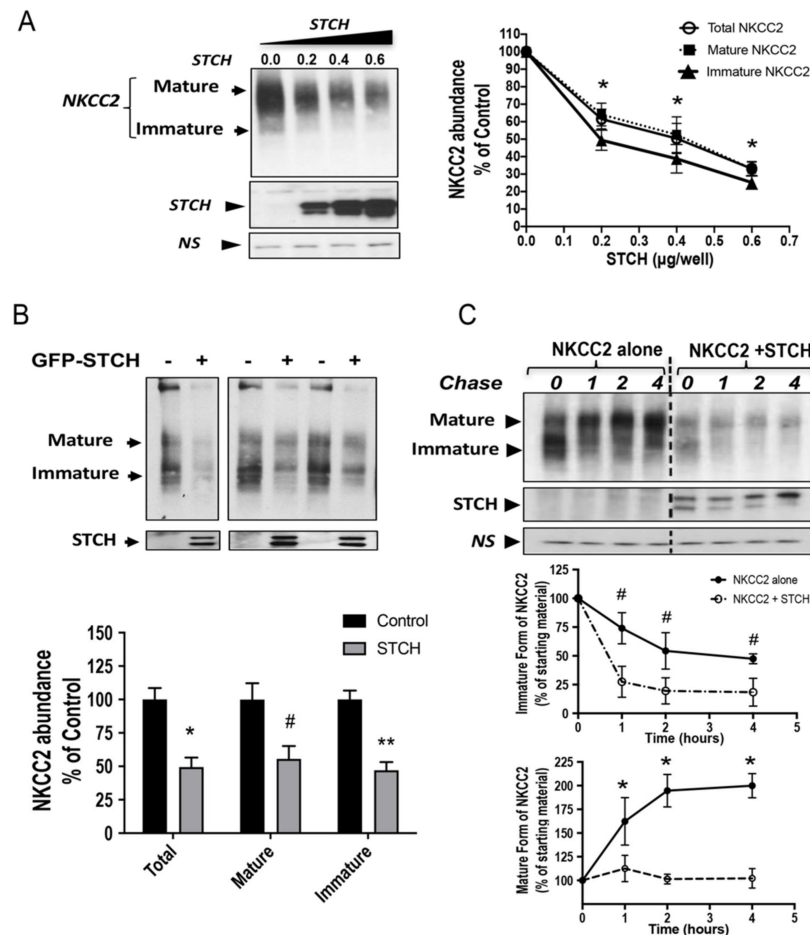 A
STCH
STCH 0.0 0.2 0.4 0.6
NKCC2
Mature
Immature
STCH
NS
NKCC2 abundance
% of Control
110
100
90
80
70
60
50
40
30
20
10
0
0.0 0.1 0.2 0.3 0.4 0.5 0.6 0.7
STCH (µg/well)
Total NKCC2
Mature NKCC2
Immature NKCC2
* * *
B
GFP-STCH - + - + - +
Mature
Immature
STCH
NKCC2 abundance
% of Control
150
125
100
75
50
25
0
Control
STCH
* # **
Total Mature Immature
C
NKCC2 alone NKCC2 +STCH
Chase 0 1 2 4 0 1 2 4
Mature
Immature
STCH
NS
Immature Form of NKCC2
(% of starting material)
125
100
75
50
25
0
NKCC2 alone
NKCC2 + STCH
# # #
0 1 2 3 4 5
Time (hours)
Mature Form of NKCC2
(% of starting material)
225
200
175
150
125
100
* * *
0 1 2 3 4 5
Time (hours)